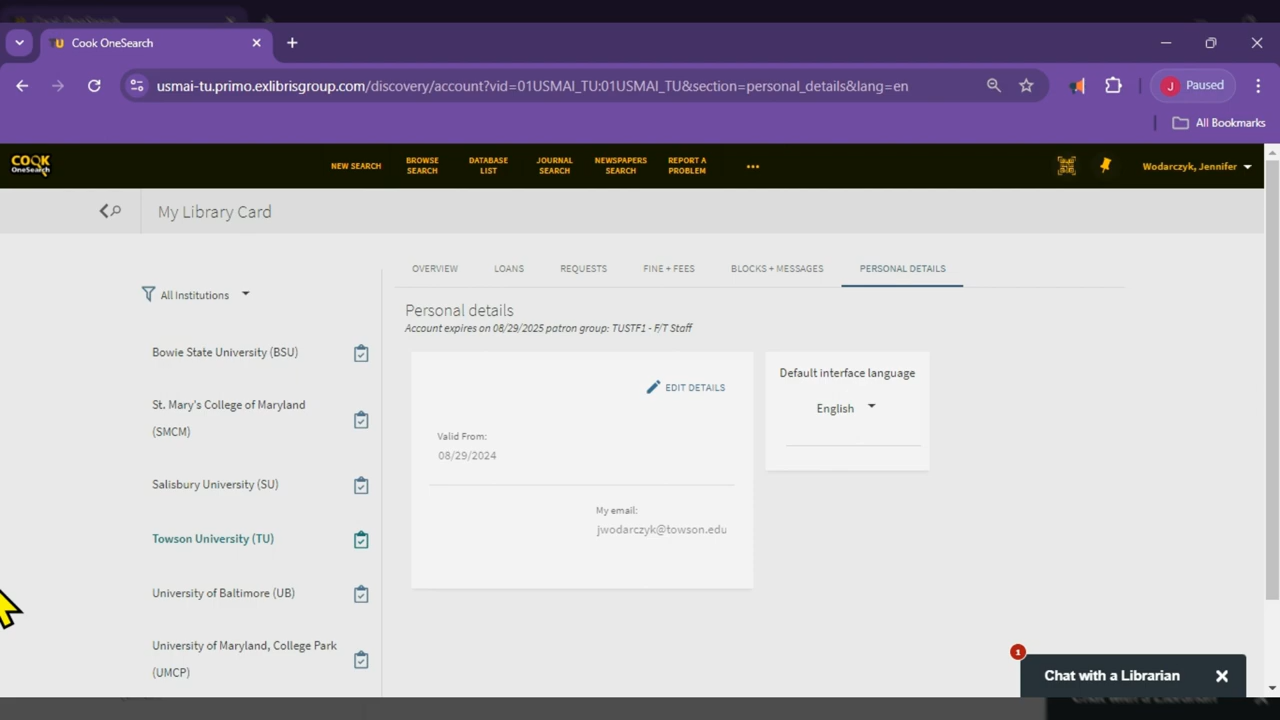 Cook OneSearch
usmai-tu.primo.exlibrisgroup.com/discovery/account?vid=01USMAI_TU:01USMAI_TU&section=personal_details&lang=en
J Paused
All Bookmarks
COOK
OneSearch
NEW SEARCH
BROWSE
SEARCH
DATABASE
LIST
JOURNAL
SEARCH
NEWSPAPERS
SEARCH
REPORT A
PROBLEM
Wodarczyk, Jennifer
My Library Card
OVERVIEW
LOANS
REQUESTS
FINE + FEES
BLOCKS + MESSAGES
PERSONAL DETAILS
All Institutions
Bowie State University (BSU)
St. Mary's College of Maryland
(SMCM)
Salisbury University (SU)
Towson University (TU)
University of Baltimore (UB)
University of Maryland, College Park
(UMCP)
Personal details
Account expires on 08/29/2025 patron group: TUSTF1 - F/T Staff
EDIT DETAILS
Valid From:
08/29/2024
My email:
jwodarczyk@towson.edu
Default interface language
English
1
Chat with a Librarian